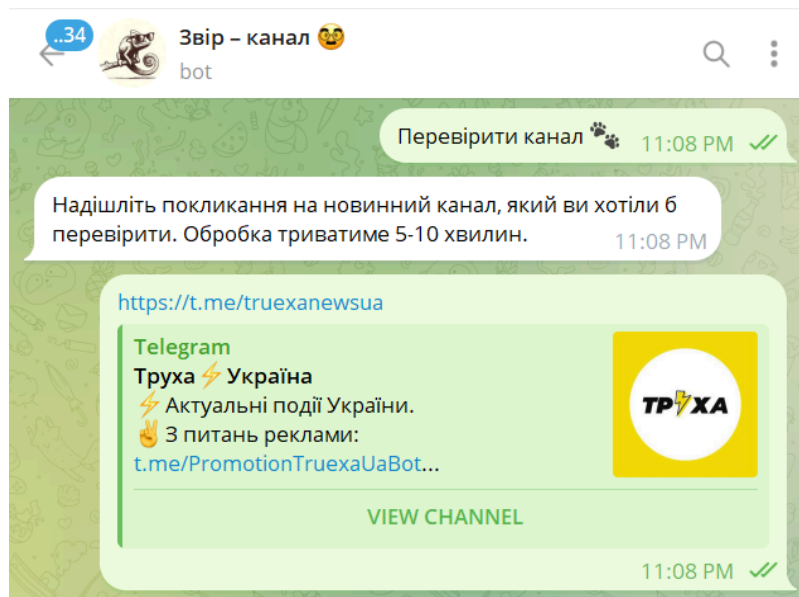 ..34
Звір – канал 🥸
bot
Перевірити канал 🐾
11:08 PM
Надішліть покликання на новинний канал, який ви хотіли б
перевірити. Обробка триватиме 5-10 хвилин.
11:08 PM
https://t.me/truexanewsua
Telegram
Труха⚡Україна
⚡Актуальні події України.
✌З питань реклами:
t.me/PromotionTruexaUaBot...
ТРУХА
VIEW CHANNEL
11:08 PM